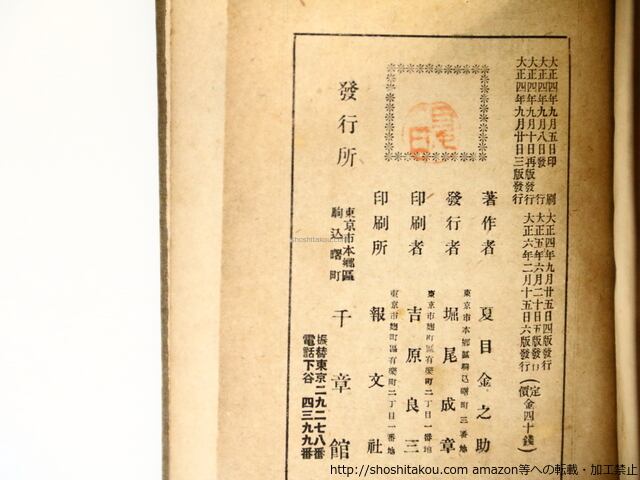 大正四年九月五日印刷
大正四年九月八日發行
大正四年九月十日再版發行
大正四年九月廿日三版發行
大正四年九月廿五日四版發行
大正五年六月二十日五版發行
大正六年二月十五日六版發行
(定價金四十錢)
著作者 夏目金之助
東京市本鄉區駒込曙町三番地
發行者 堀尾成章
東京市麴町區有樂町二丁目一番地
印刷者 吉原良三
東京市麴町區有樂町二丁目一番地
印刷所 報文社
發行所
東京市本鄉區
駒込曙町
千章館
振替東京二九二七八番
電話下谷 四三九九番
shoshitakou.com
http://shoshitakou.com amazon等への転載・加工禁止